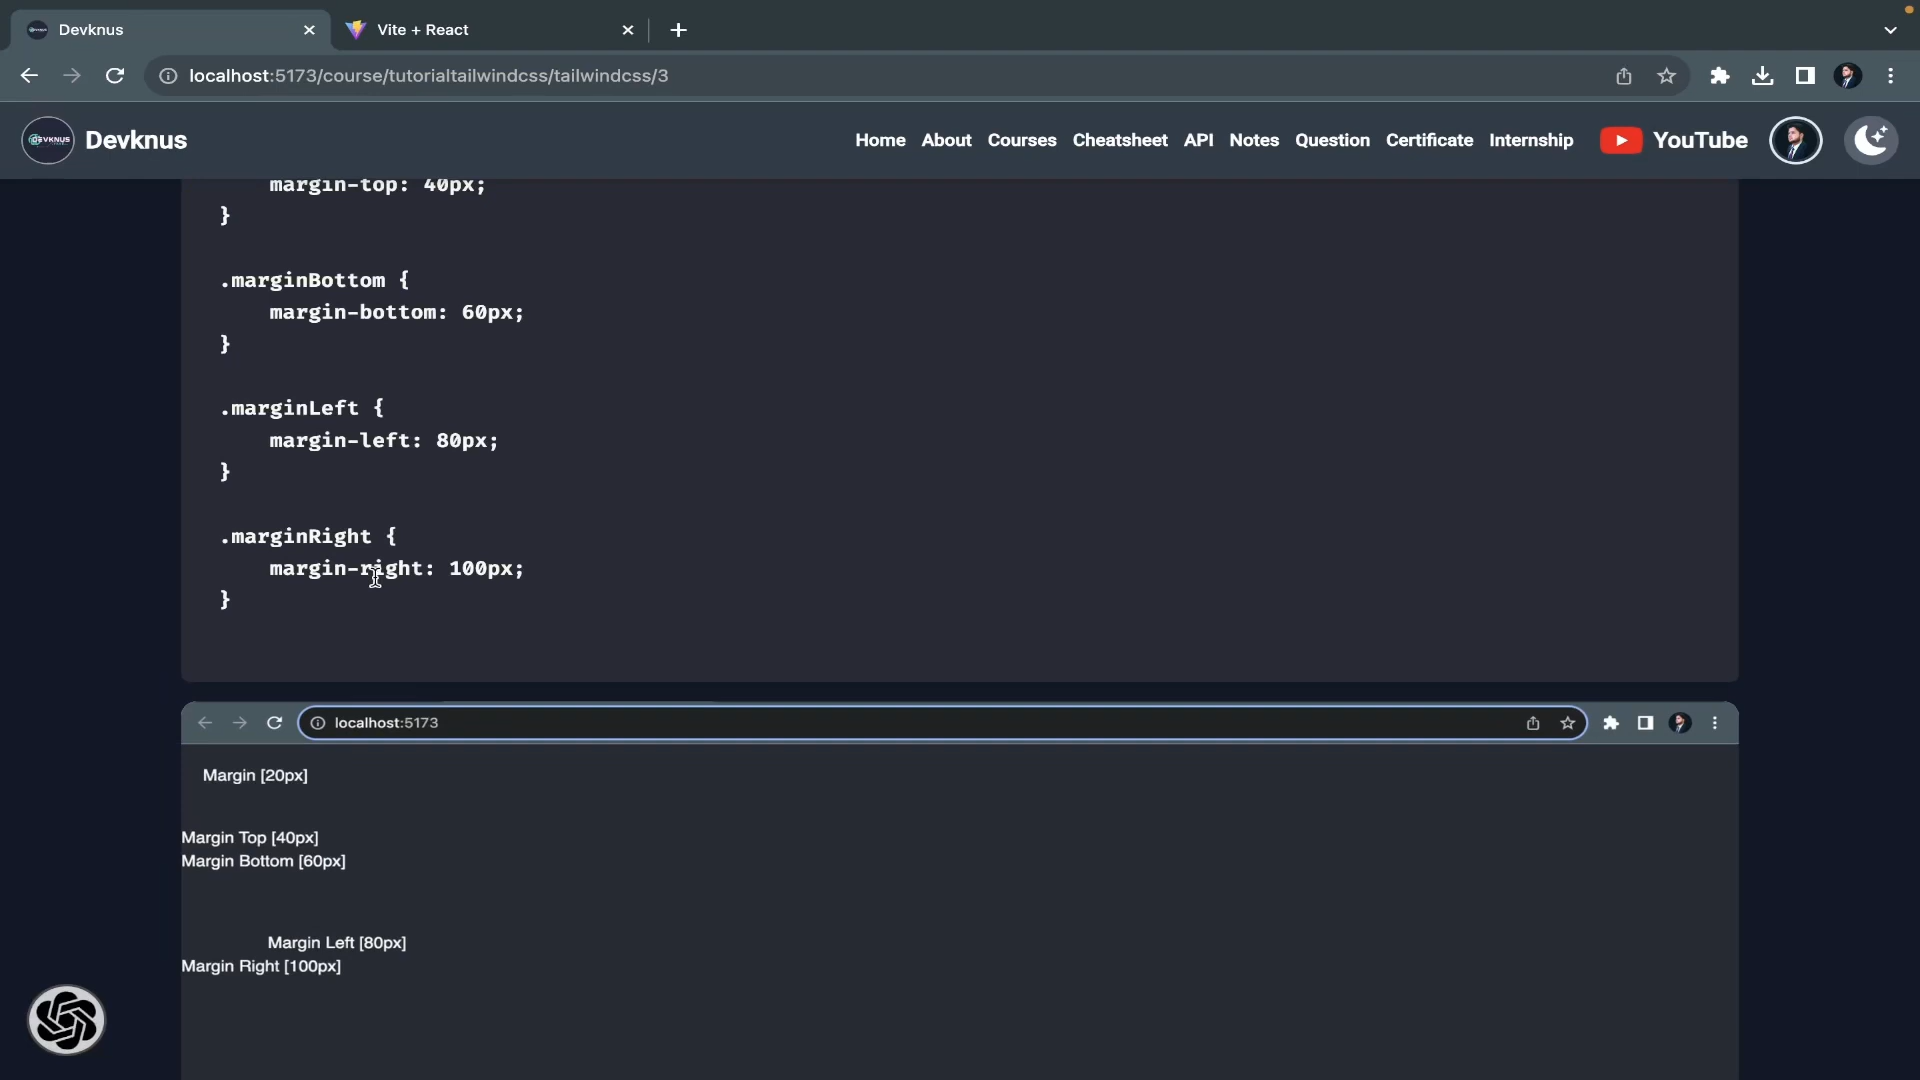 Devknus
Vite + React
localhost:5173/course/tutorialtailwindcss/tailwindcss/3
Devknus
Home About Courses Cheatsheet API Notes Question Certificate Internship YouTube
margin-top: 40px;
}
.marginBottom {
margin-bottom: 60px;
}
.marginLeft {
margin-left: 80px;
}
.marginRight {
margin-right: 100px;
}
localhost:5173
Margin [20px]
Margin Top [40px]
Margin Bottom [60px]
Margin Left [80px]
Margin Right [100px]